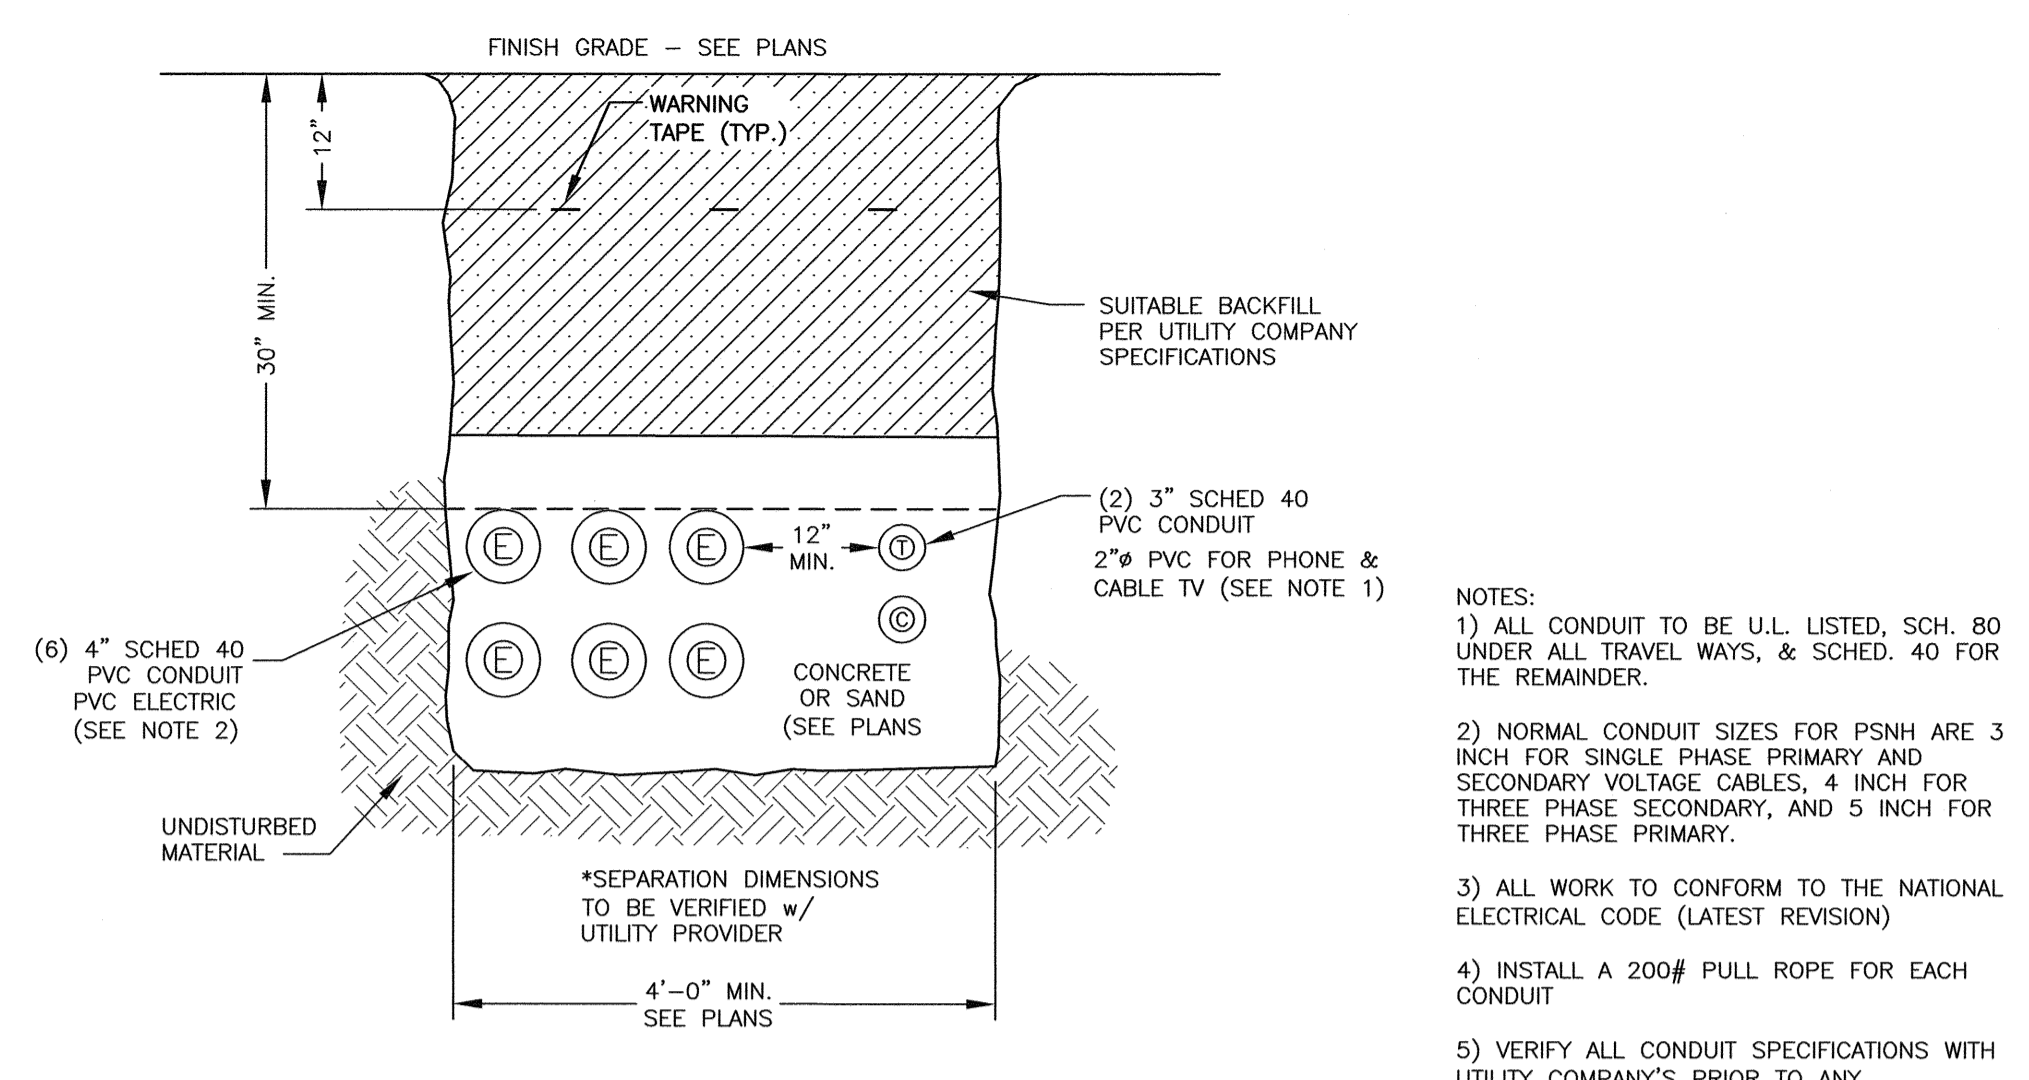 FINISH GRADE – SEE PLANS
WARNING
TAPE (TYP.)
12"
30" MIN.
SUITABLE BACKFILL
PER UTILITY COMPANY
SPECIFICATIONS
(2) 3" SCHED 40
PVC CONDUIT
2"ø PVC FOR PHONE &
CABLE TV (SEE NOTE 1)
E E E
12"
MIN.
T
C
E E E
(6) 4" SCHED 40
PVC CONDUIT
PVC ELECTRIC
(SEE NOTE 2)
CONCRETE
OR SAND
(SEE PLANS
UNDISTURBED
MATERIAL
*SEPARATION DIMENSIONS
TO BE VERIFIED w/
UTILITY PROVIDER
4'–0" MIN.
SEE PLANS
NOTES:
1) ALL CONDUIT TO BE U.L. LISTED, SCH. 80
UNDER ALL TRAVEL WAYS, & SCHED. 40 FOR
THE REMAINDER.
2) NORMAL CONDUIT SIZES FOR PSNH ARE 3
INCH FOR SINGLE PHASE PRIMARY AND
SECONDARY VOLTAGE CABLES, 4 INCH FOR
THREE PHASE SECONDARY, AND 5 INCH FOR
THREE PHASE PRIMARY.
3) ALL WORK TO CONFORM TO THE NATIONAL
ELECTRICAL CODE (LATEST REVISION)
4) INSTALL A 200# PULL ROPE FOR EACH
CONDUIT
5) VERIFY ALL CONDUIT SPECIFICATIONS WITH
UTILITY COMPANY'S PRIOR TO ANY